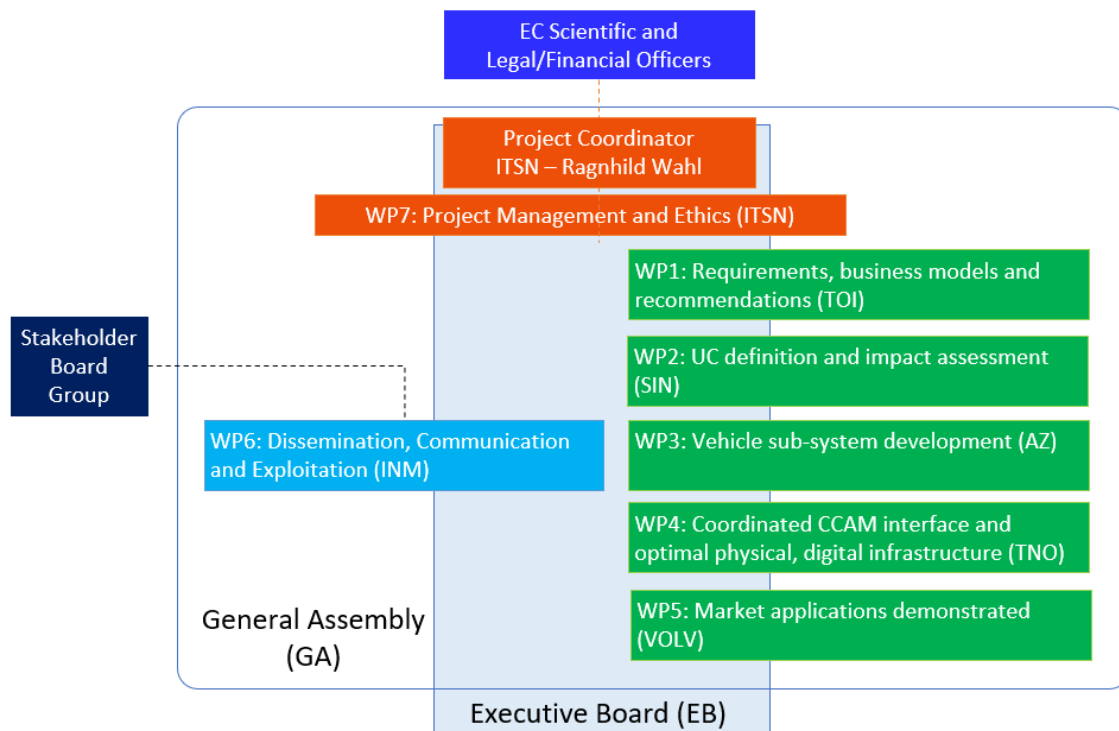 EC Scientific and
Legal/Financial Officers
Project Coordinator
ITSN – Ragnhild Wahl
WP7: Project Management and Ethics (ITSN)
WP1: Requirements, business models and
recommendations (TOI)
Stakeholder
Board
Group
WP2: UC definition and impact assessment
(SIN)
WP6: Dissemination, Communication
and Exploitation (INM)
WP3: Vehicle sub-system development (AZ)
WP4: Coordinated CCAM interface and
optimal physical, digital infrastructure (TNO)
WP5: Market applications demonstrated
(VOLV)
General Assembly
(GA)
Executive Board (EB)